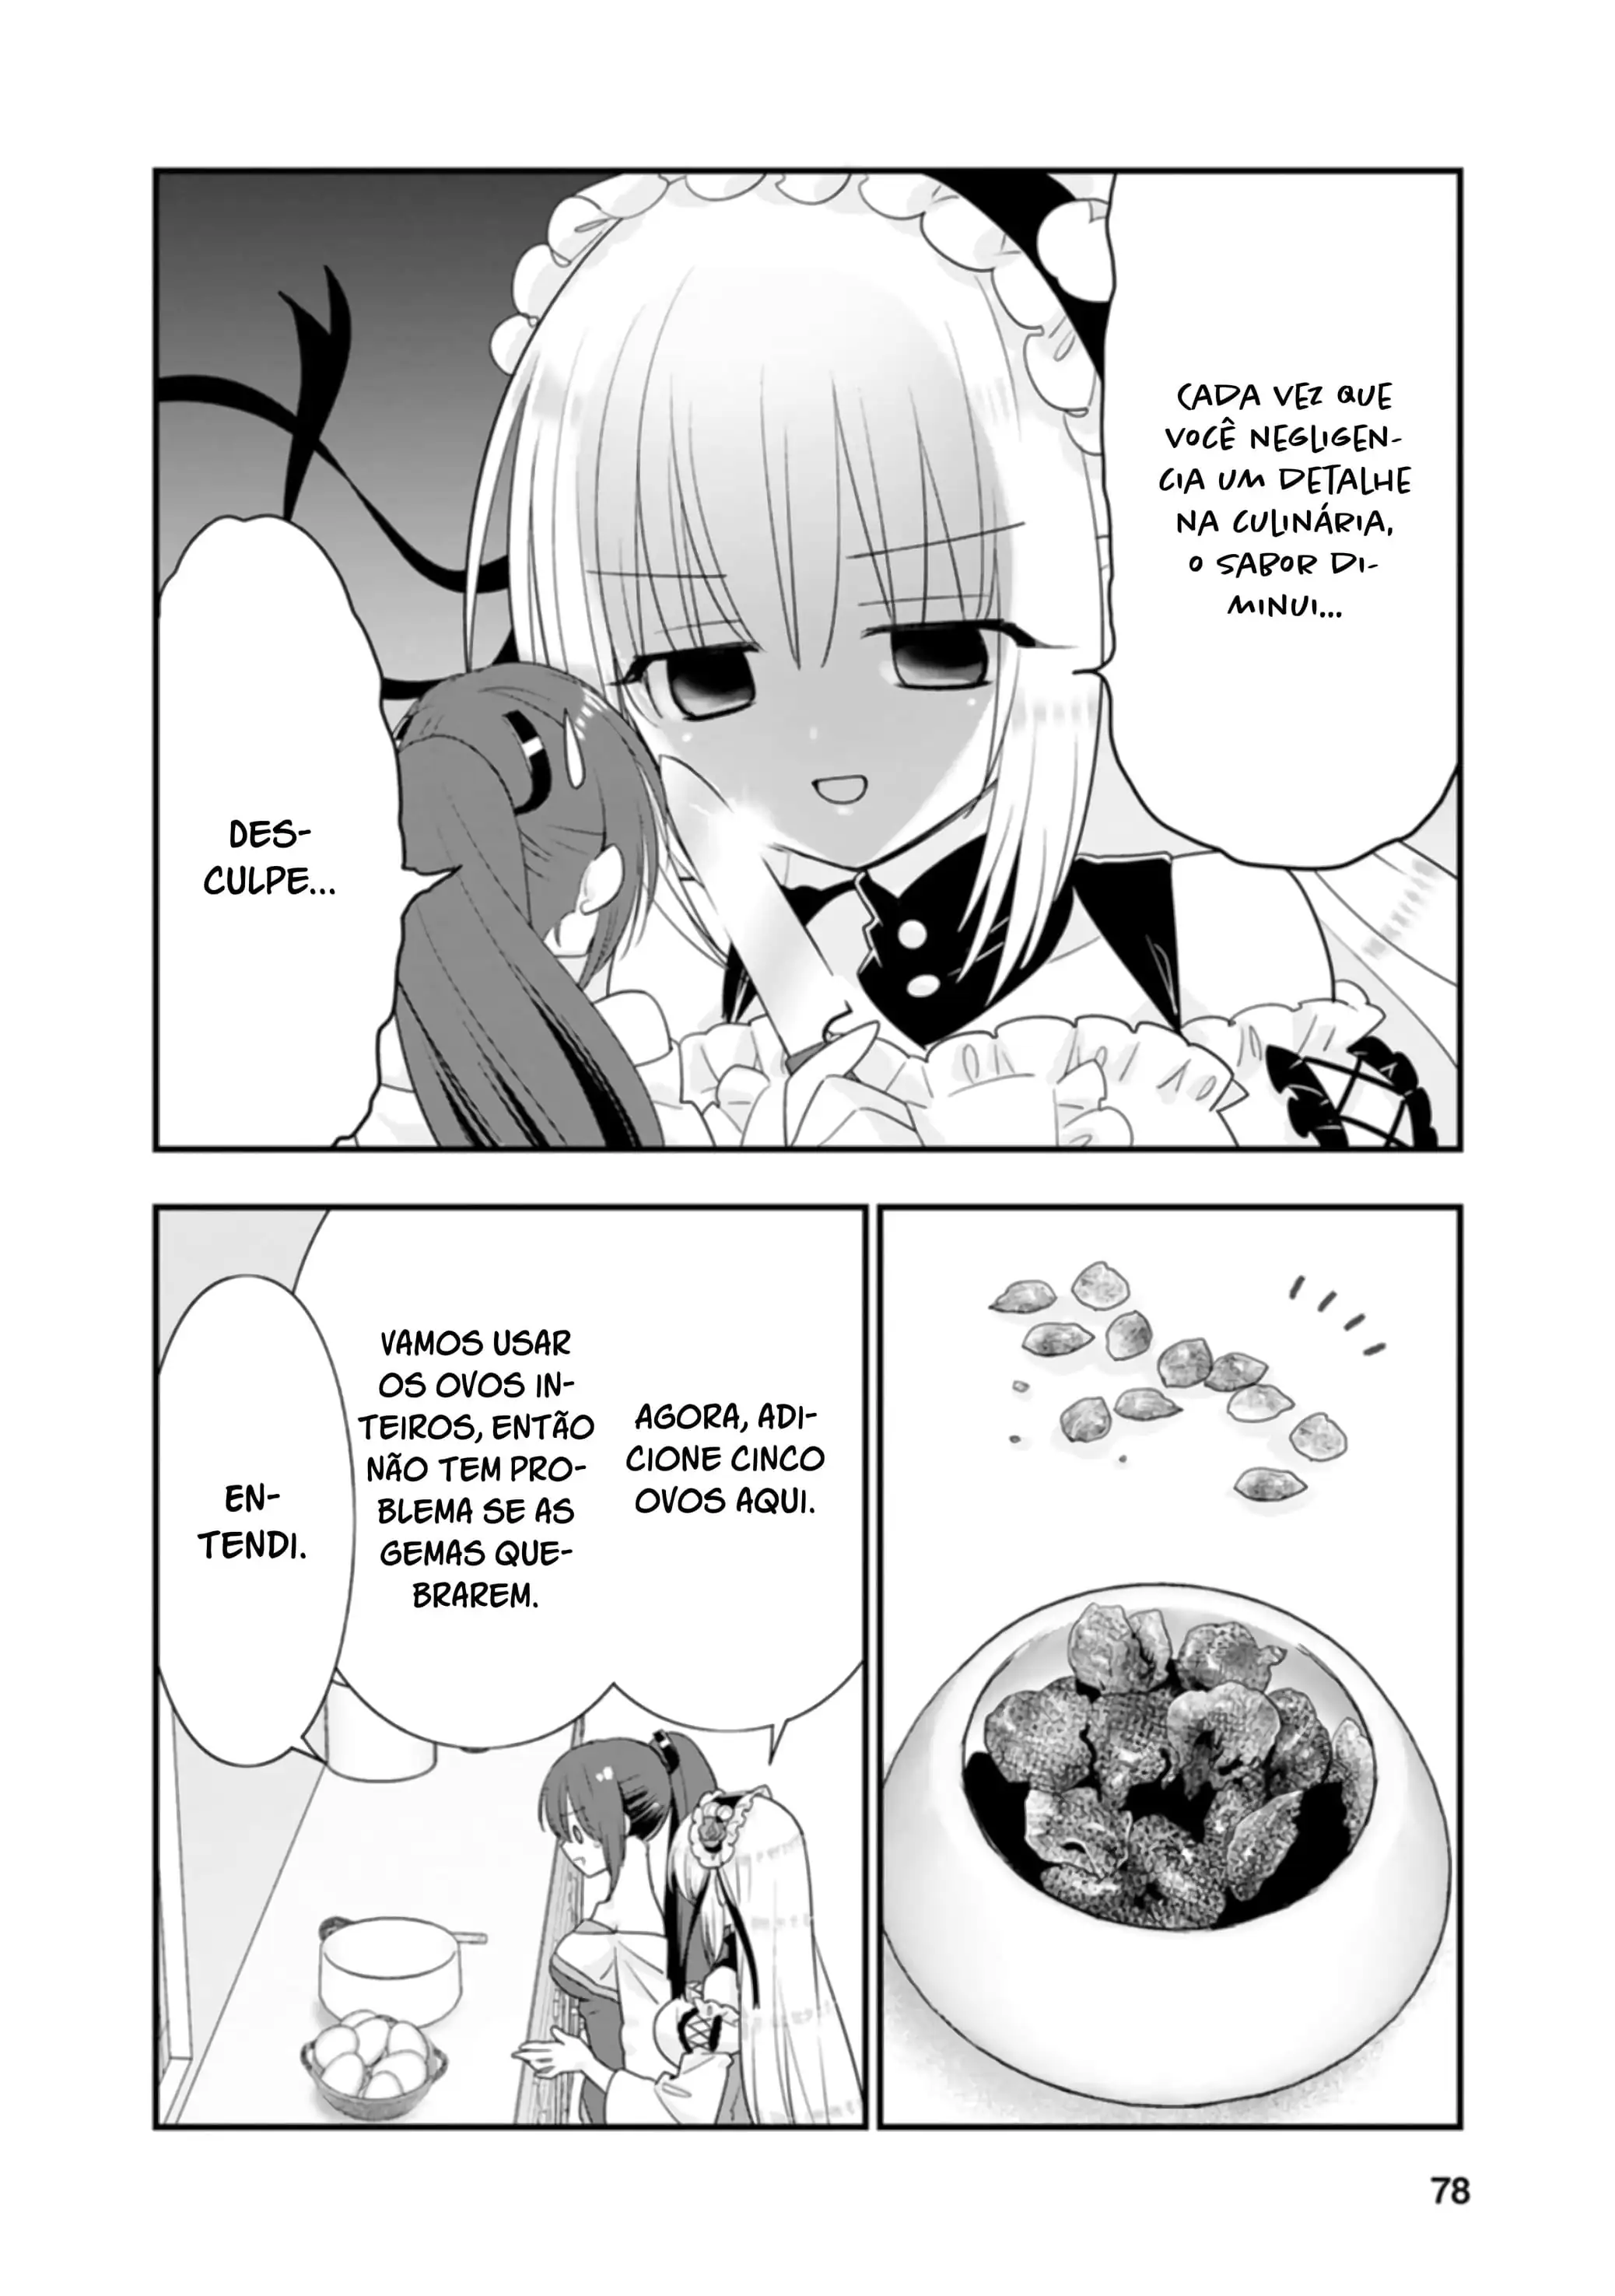 CADA VEZ QUE
VOCÊ NEGLIGEN-
CIA UM DETALHE
NA CULINÁRIA,
O SABOR DI-
MINUI...
DES-
CULPE...
AGORA, ADI-
CIONE CINCO
OVOS AQUI.
VAMOS USAR
OS OVOS IN-
TEIROS, ENTÃO
NÃO TEM PRO-
BLEMA SE AS
GEMAS QUE-
BRAREM.
EN-
TENDI.
78